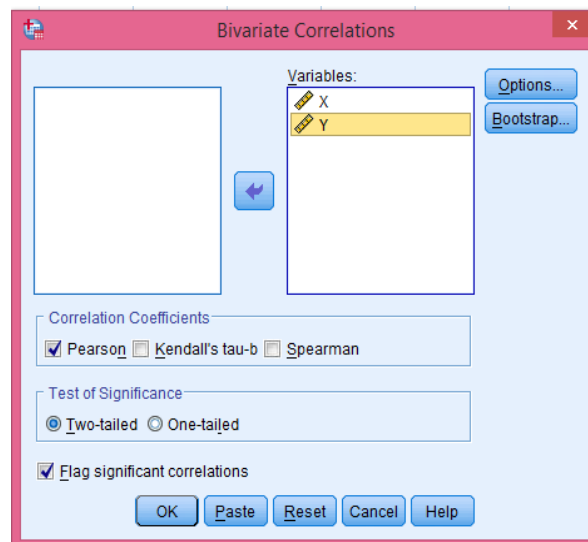 Bivariate Correlations
Variables:
X
Y
Options...
Bootstrap...
Correlation Coefficients
Pearson Kendall's tau-b Spearman
Test of Significance
Two-tailed One-tailed
Flag significant correlations
OK Paste Reset Cancel Help